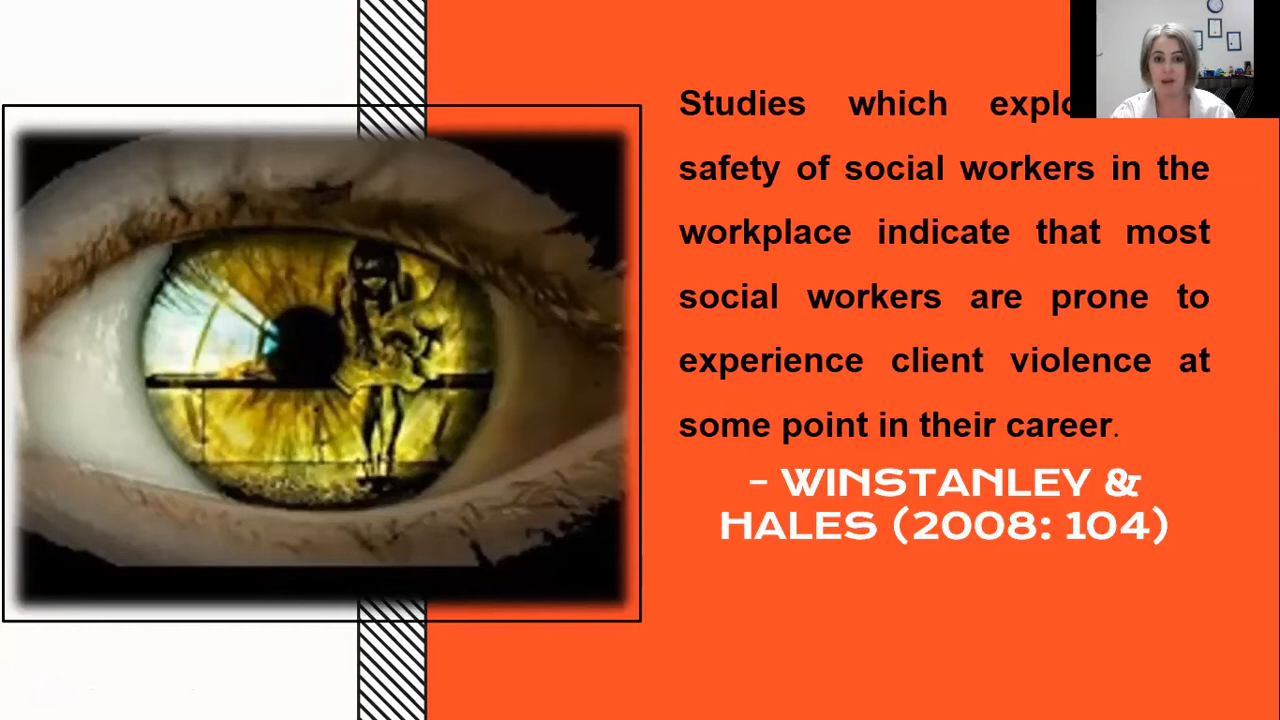 Studies which explo
safety of social workers in the
workplace indicate that most
social workers are prone to
experience client violence at
some point in their career.
– WINSTANLEY &
HALES (2008: 104)